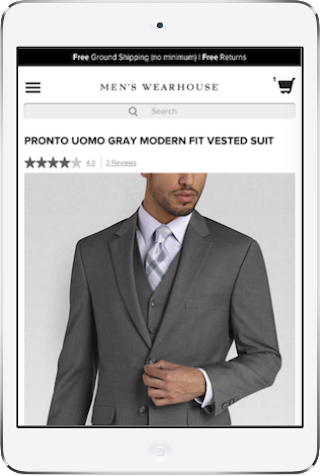 Free Ground Shipping (no minimum) | Free Returns
1
MEN'S WEARHOUSE
Search
PRONTO UOMO GRAY MODERN FIT VESTED SUIT
4.0 | 3 Reviews